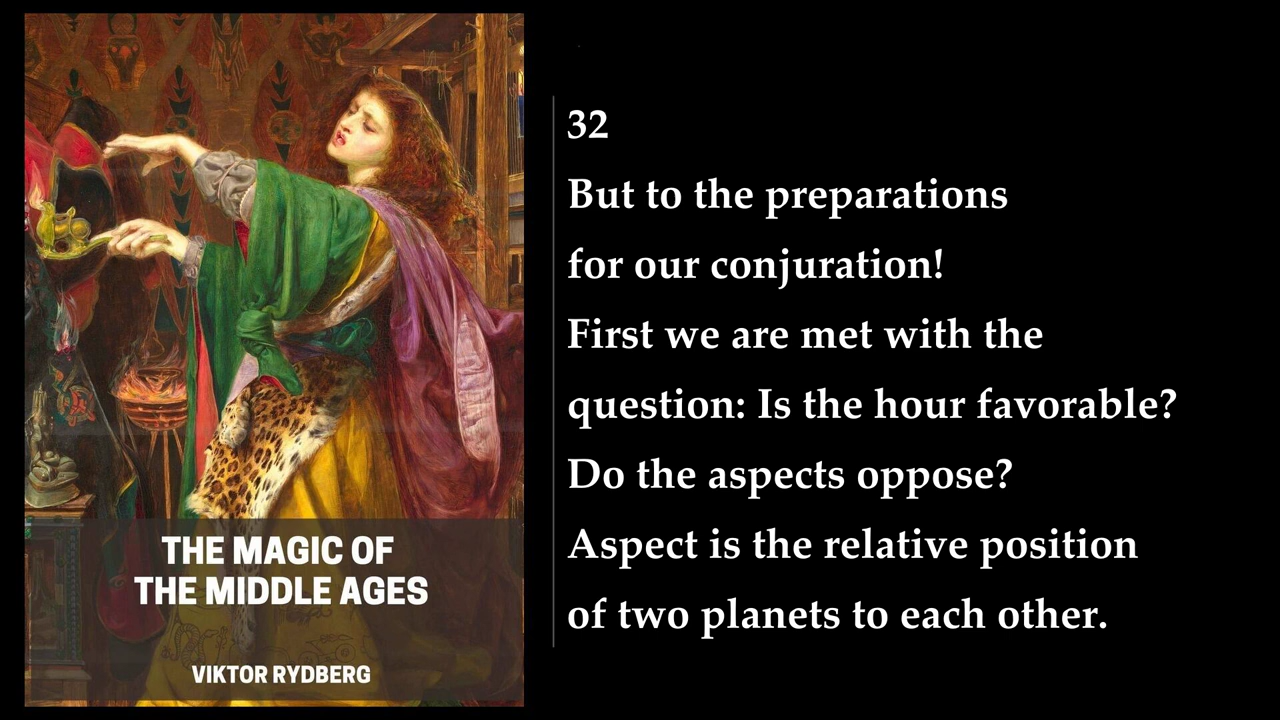 THE MAGIC OF
THE MIDDLE AGES
VIKTOR RYDBERG
32
But to the preparations
for our conjuration!
First we are met with the
question: Is the hour favorable?
Do the aspects oppose?
Aspect is the relative position
of two planets to each other.